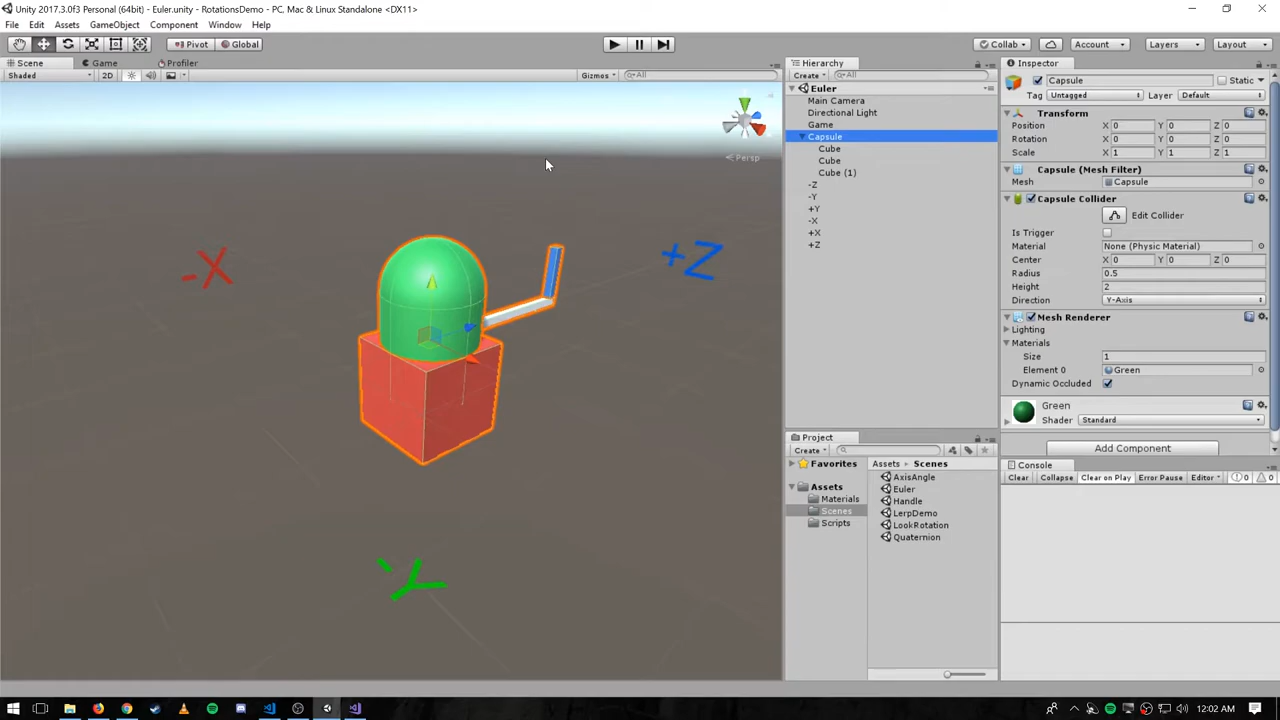 Unity 2017.3.0f3 Personal (64bit) - Euler.unity - RotationsDemo - PC, Mac & Linux Standalone <DX11>
File Edit Assets GameObject Component Window Help
Pivot Global Collab Account Layers Layout
Scene Game Profiler
Shaded 2D Gizmos All
Persp
-X
+Z
-Y
Hierarchy
Create All
Euler
Main Camera
Directional Light
Game
Capsule
Cube
Cube
Cube (1)
-Z
-Y
+Y
-X
+X
+Z
Project
Create
Favorites
Assets
Materials
Scenes
Scripts
Assets Scenes
AxisAngle
Euler
Handle
LerpDemo
LookRotation
Quaternion
Inspector
Capsule Static
Tag Untagged Layer Default
Transform
Position X 0 Y 0 Z 0
Rotation X 0 Y 0 Z 0
Scale X 1 Y 1 Z 1
Capsule (Mesh Filter)
Mesh Capsule
Capsule Collider
Edit Collider
Is Trigger
Material None (Physic Material)
Center X 0 Y 0 Z 0
Radius 0.5
Height 2
Direction Y-Axis
Mesh Renderer
Lighting
Materials
Size 1
Element 0 Green
Dynamic Occluded
Green
Shader Standard
Add Component
Console
Clear Collapse Clear on Play Error Pause Editor 0 0
12:02 AM